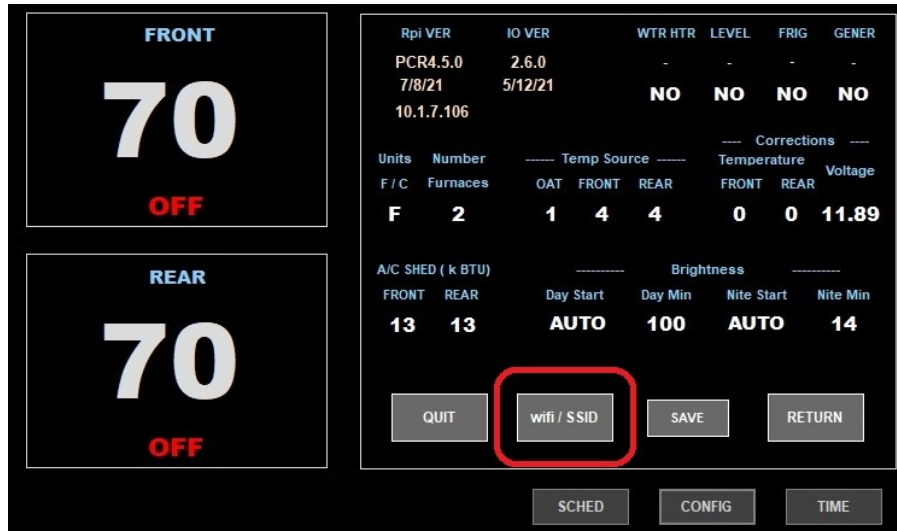 FRONT
70
OFF
REAR
70
OFF
Rpi VER IO VER WTR HTR LEVEL FRIG GENER
PCR4.5.0 2.6.0 - - - -
7/8/21 5/12/21 NO NO NO NO
10.1.7.106
---- Corrections ----
Units Number ------ Temp Source ------ Temperature Voltage
F / C Furnaces OAT FRONT REAR FRONT REAR
F 2 1 4 4 0 0 11.89
A/C SHED ( k BTU) ---------- Brightness ----------
FRONT REAR Day Start Day Min Nite Start Nite Min
13 13 AUTO 100 AUTO 14
QUIT wifi / SSID SAVE RETURN
SCHED CONFIG TIME